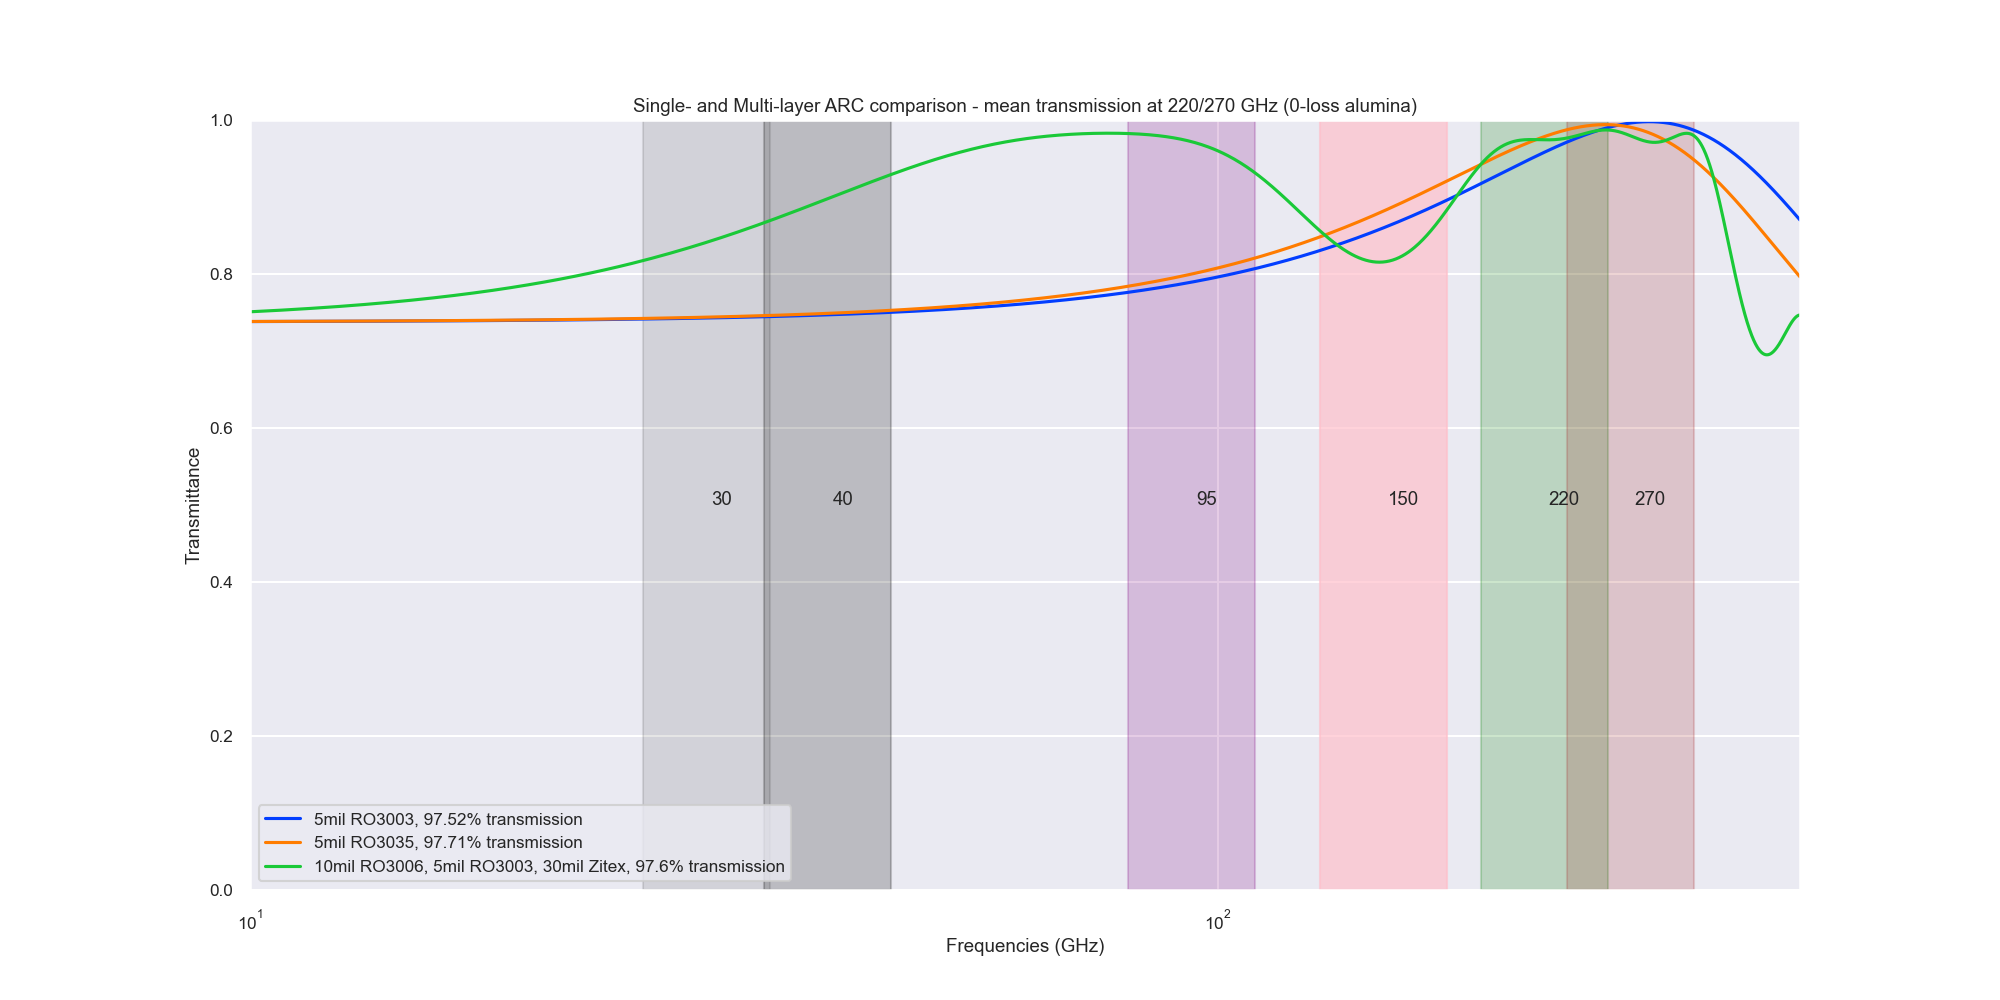 Single- and Multi-layer ARC comparison - mean transmission at 220/270 GHz (0-loss alumina)
1.0
0.8
0.6
0.4
0.2
0.0
Transmittance
30
40
95
150
220
270
5mil RO3003, 97.52% transmission
5mil RO3035, 97.71% transmission
10mil RO3006, 5mil RO3003, 30mil Zitex, 97.6% transmission
10¹
10²
Frequencies (GHz)